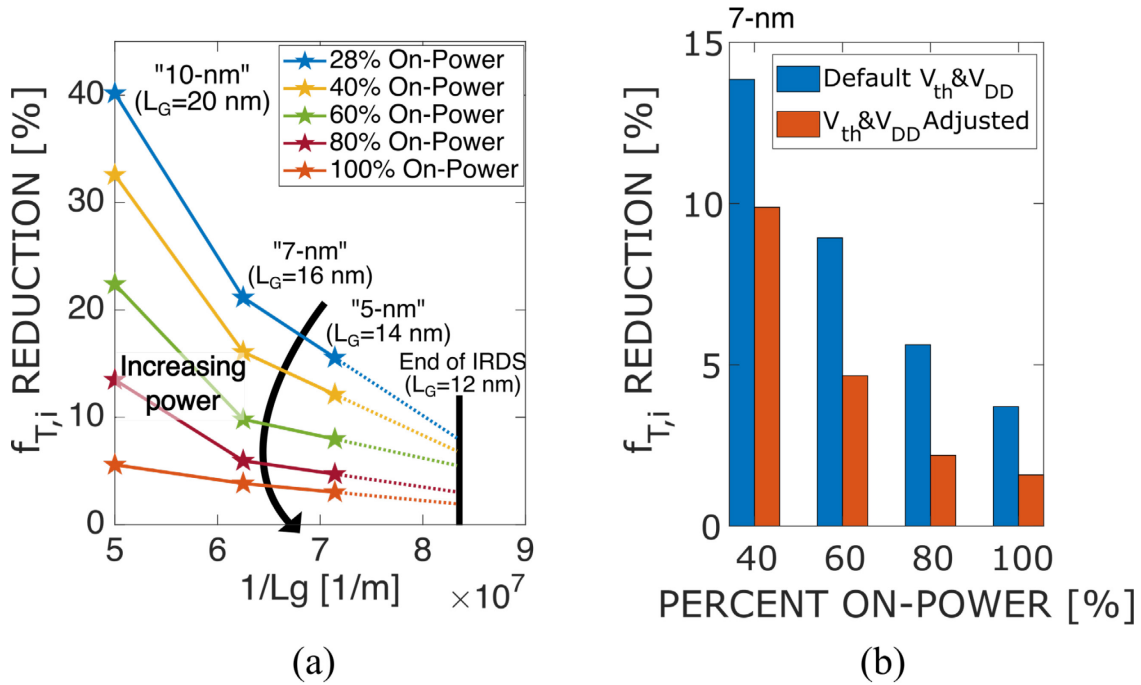 f_{T,i} REDUCTION [%]
40
30
20
10
0
28% On-Power
40% On-Power
60% On-Power
80% On-Power
100% On-Power
"10-nm"
(L_G=20 nm)
"7-nm"
(L_G=16 nm)
"5-nm"
(L_G=14 nm)
End of IRDS
(L_G=12 nm)
Increasing
power
5 6 7 8 9
1/Lg [1/m]
×10^7
(a)
7-nm
f_{T,i} REDUCTION [%]
15
10
5
0
Default V_th&V_DD
V_th&V_DD Adjusted
40 60 80 100
PERCENT ON-POWER [%]
(b)